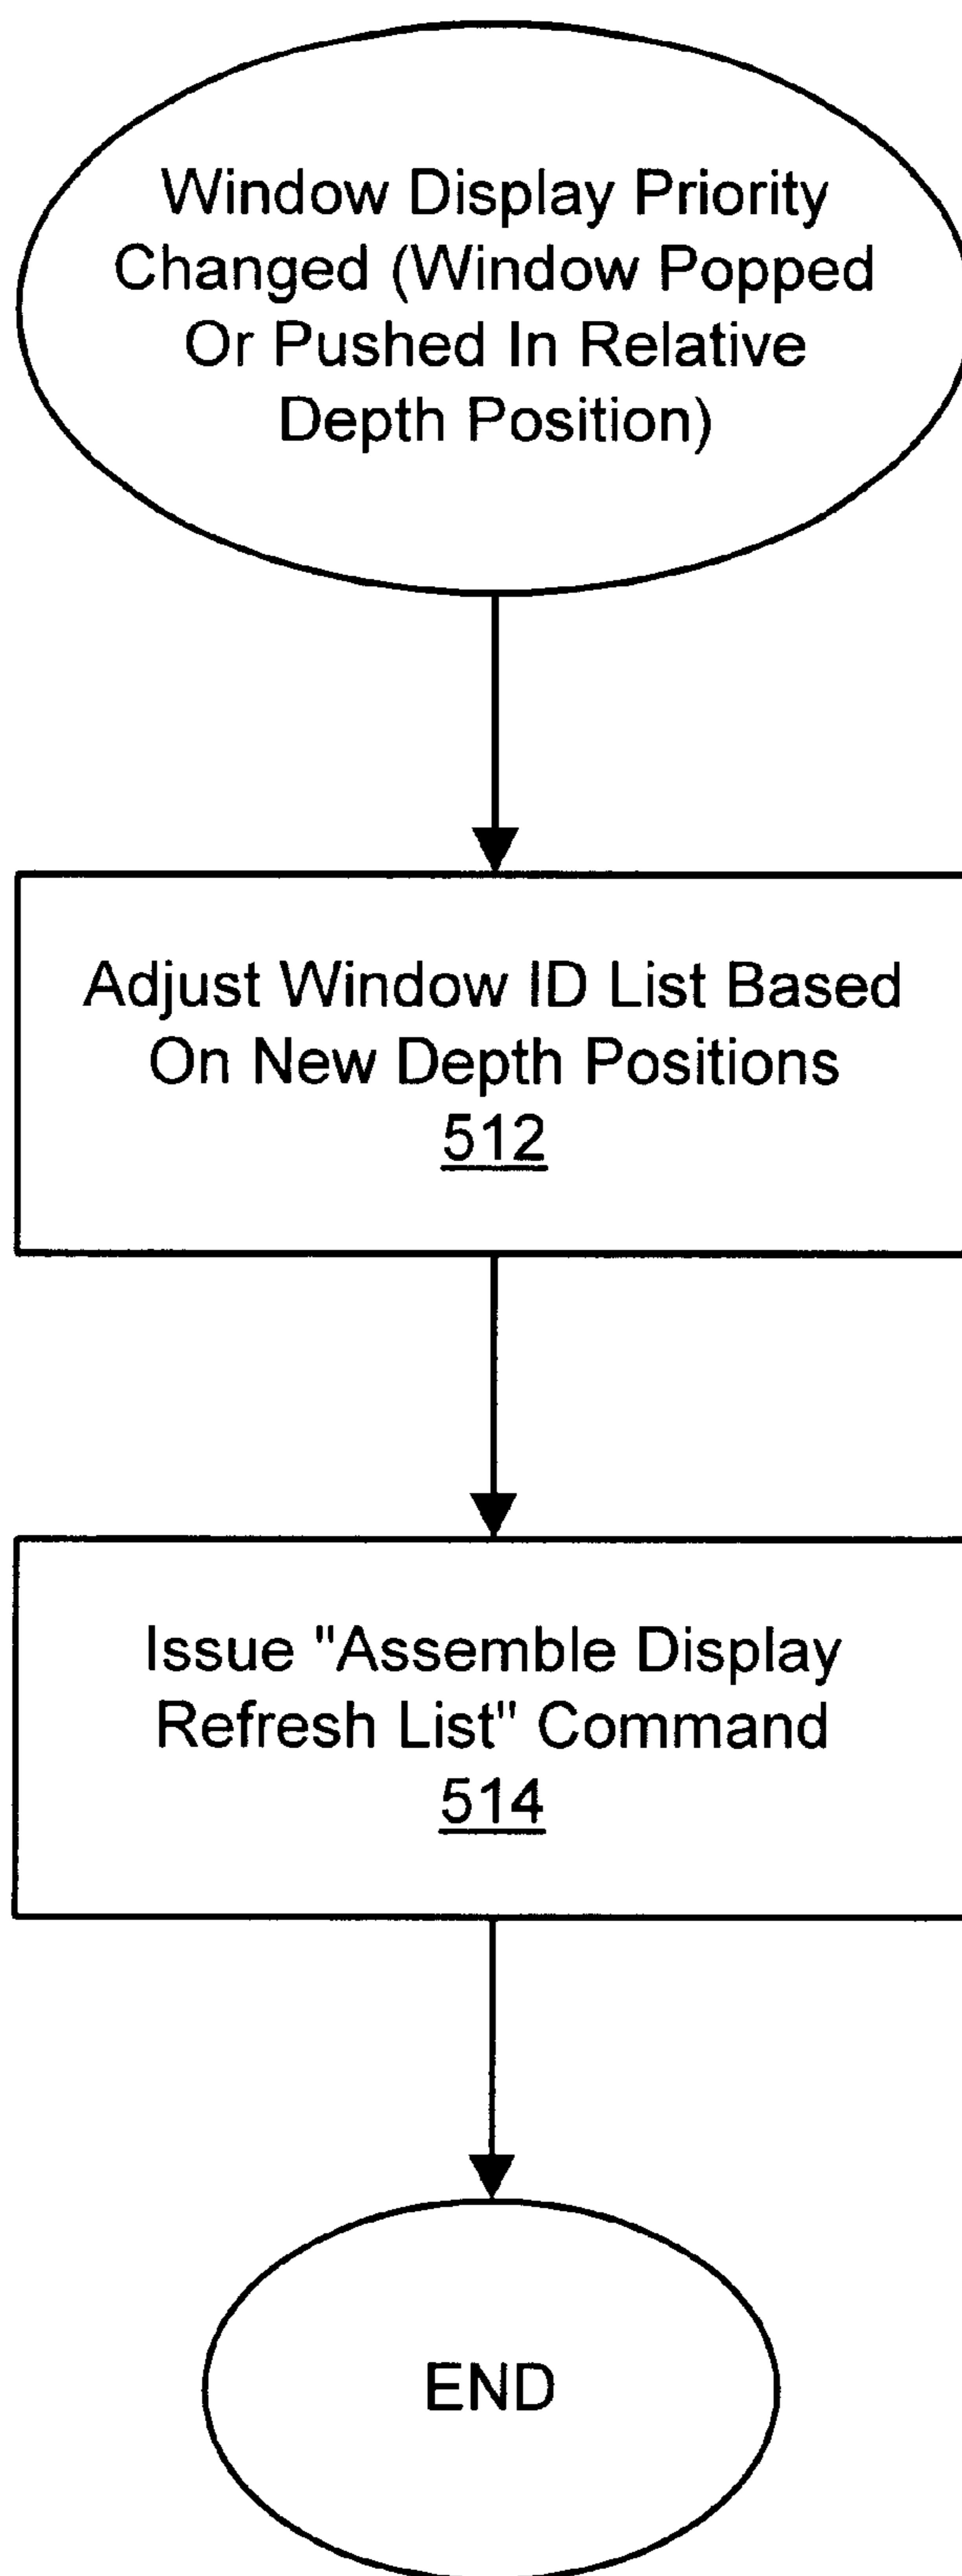 Window Display Priority
Changed (Window Popped
Or Pushed In Relative
Depth Position)
Adjust Window ID List Based
On New Depth Positions
512
Issue "Assemble Display
Refresh List" Command
514
END